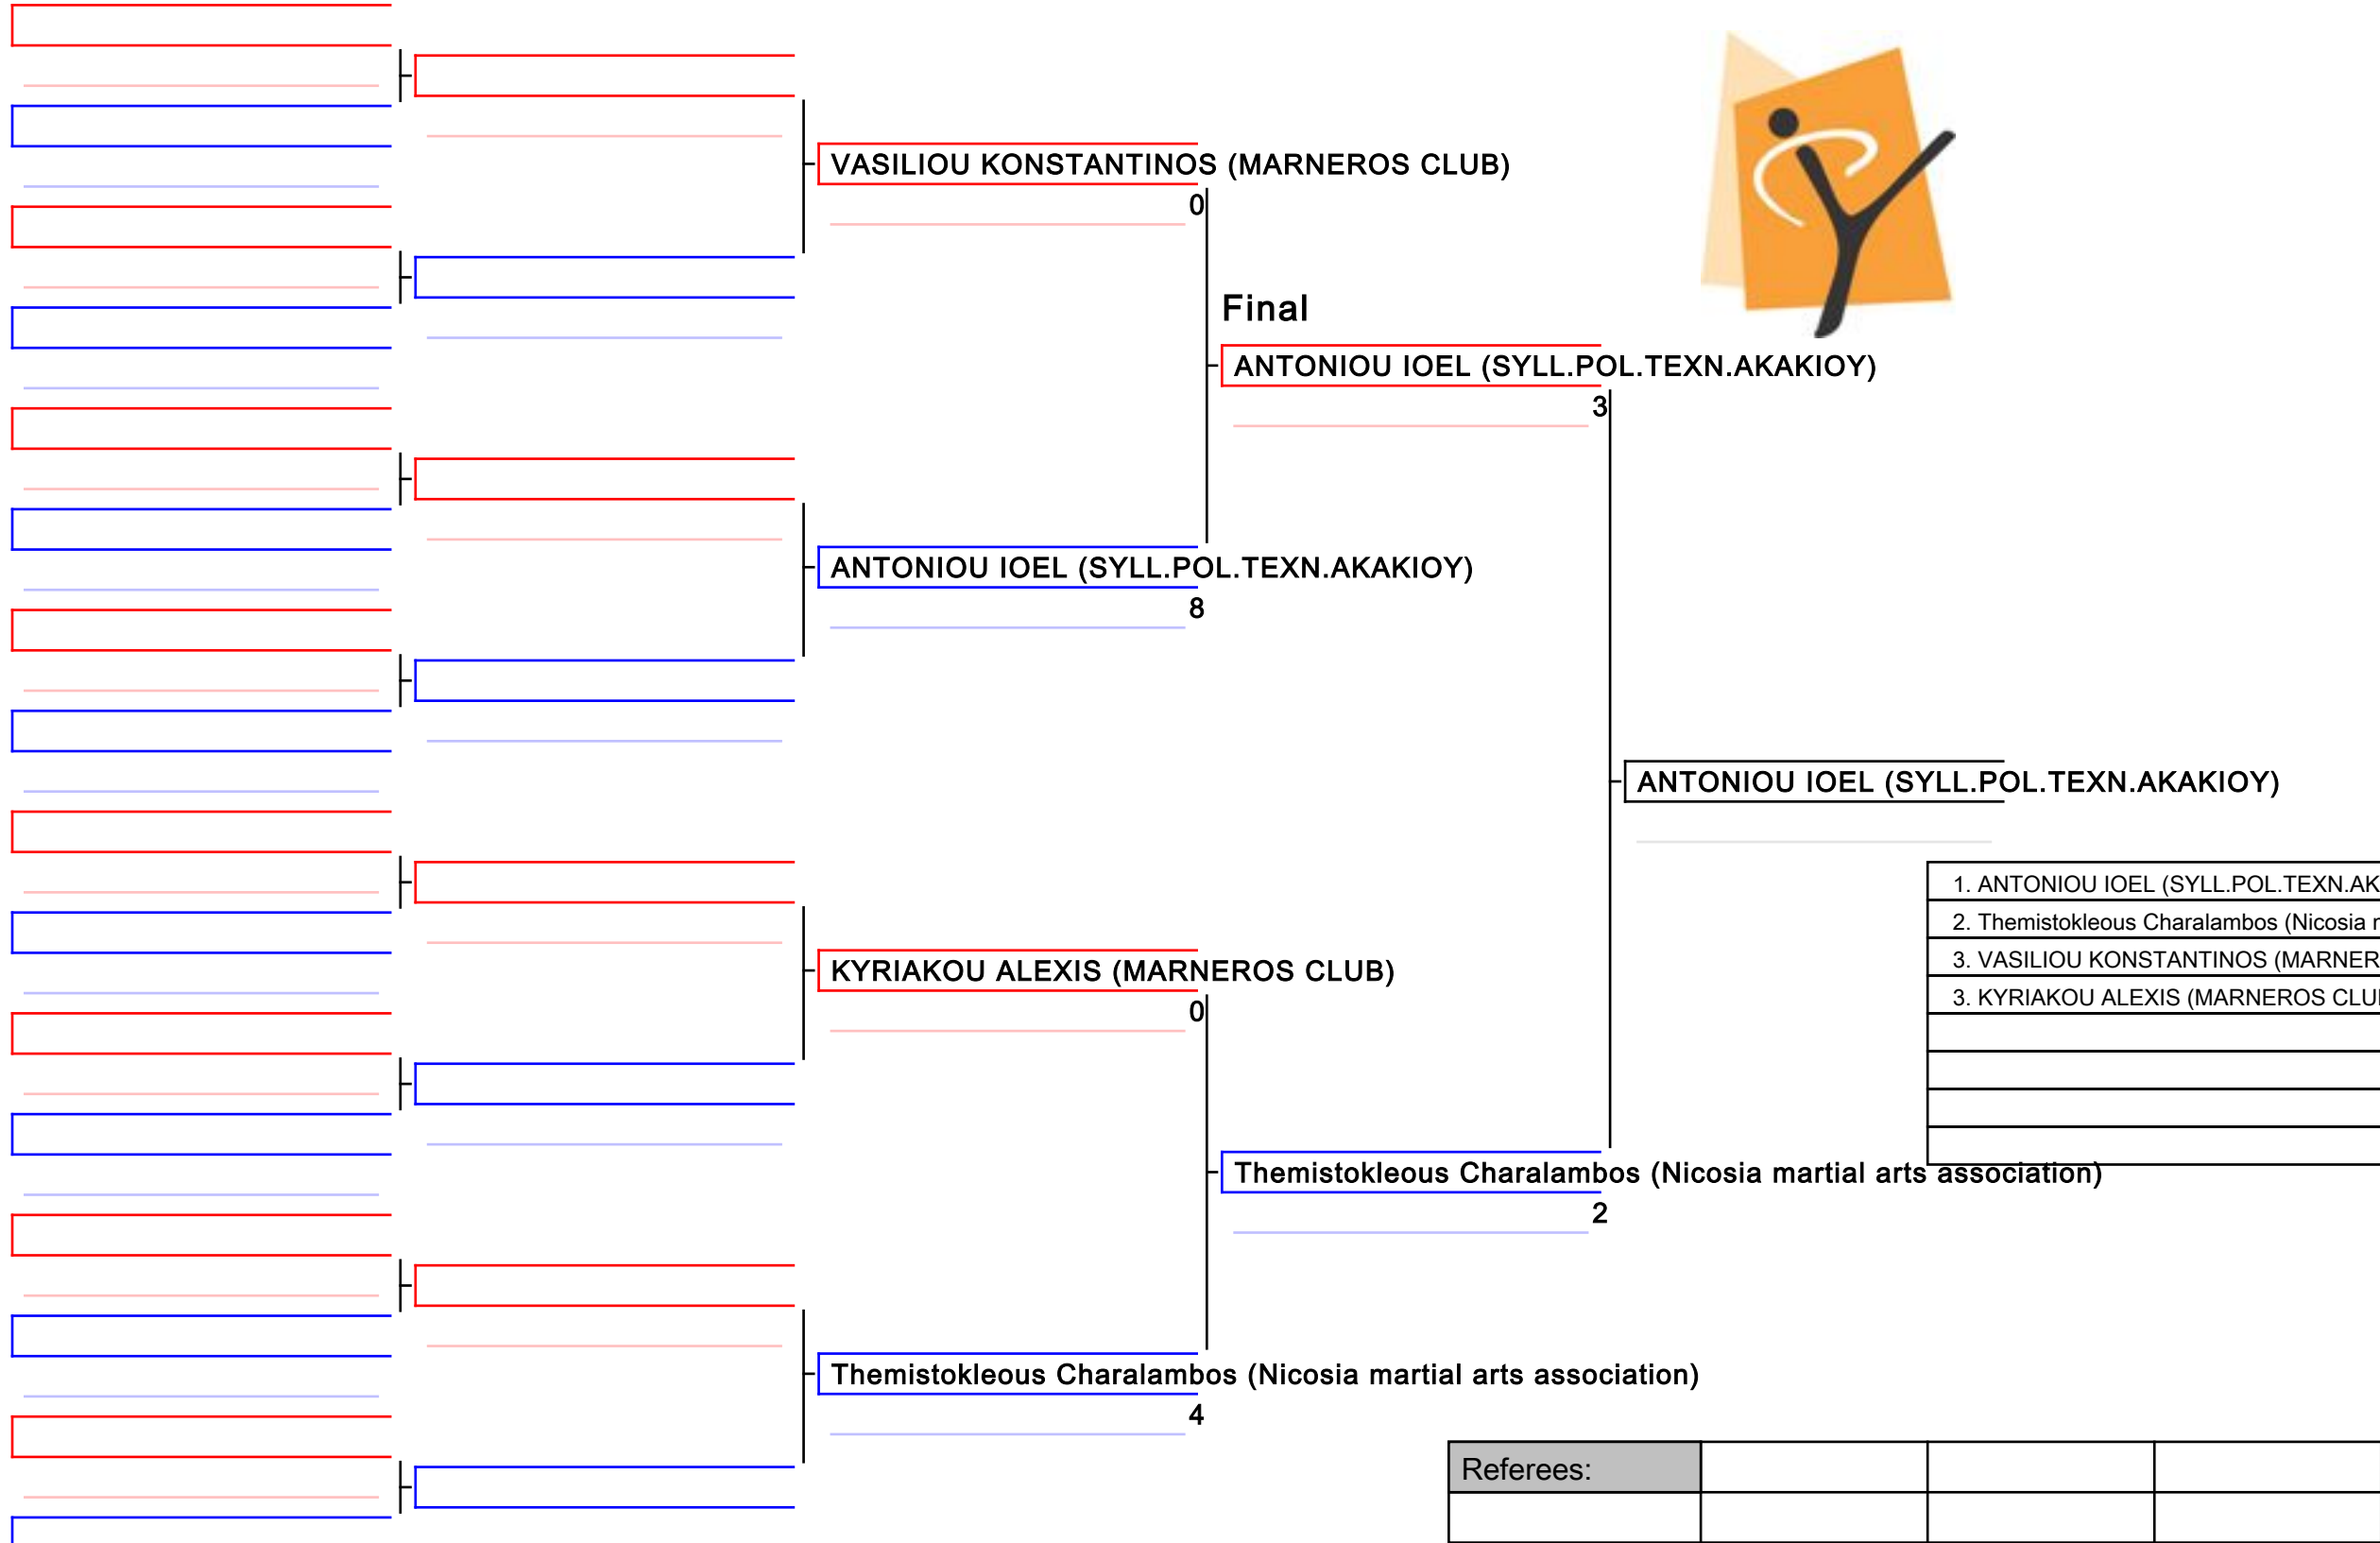 VASILIOU KONSTANTINOS (MARNEROS CLUB)
0
Final
ANTONIOU IOEL (SYLL.POL.TEXN.AKAKIOY)
3
ANTONIOU IOEL (SYLL.POL.TEXN.AKAKIOY)
8
ANTONIOU IOEL (SYLL.POL.TEXN.AKAKIOY)
1. ANTONIOU IOEL (SYLL.POL.TEXN.AK
2. Themistokleous Charalambos (Nicosia
3. VASILIOU KONSTANTINOS (MARNER
3. KYRIAKOU ALEXIS (MARNEROS CLU
KYRIAKOU ALEXIS (MARNEROS CLUB)
0
Themistokleous Charalambos (Nicosia martial arts association)
2
Themistokleous Charalambos (Nicosia martial arts association)
4
Referees: